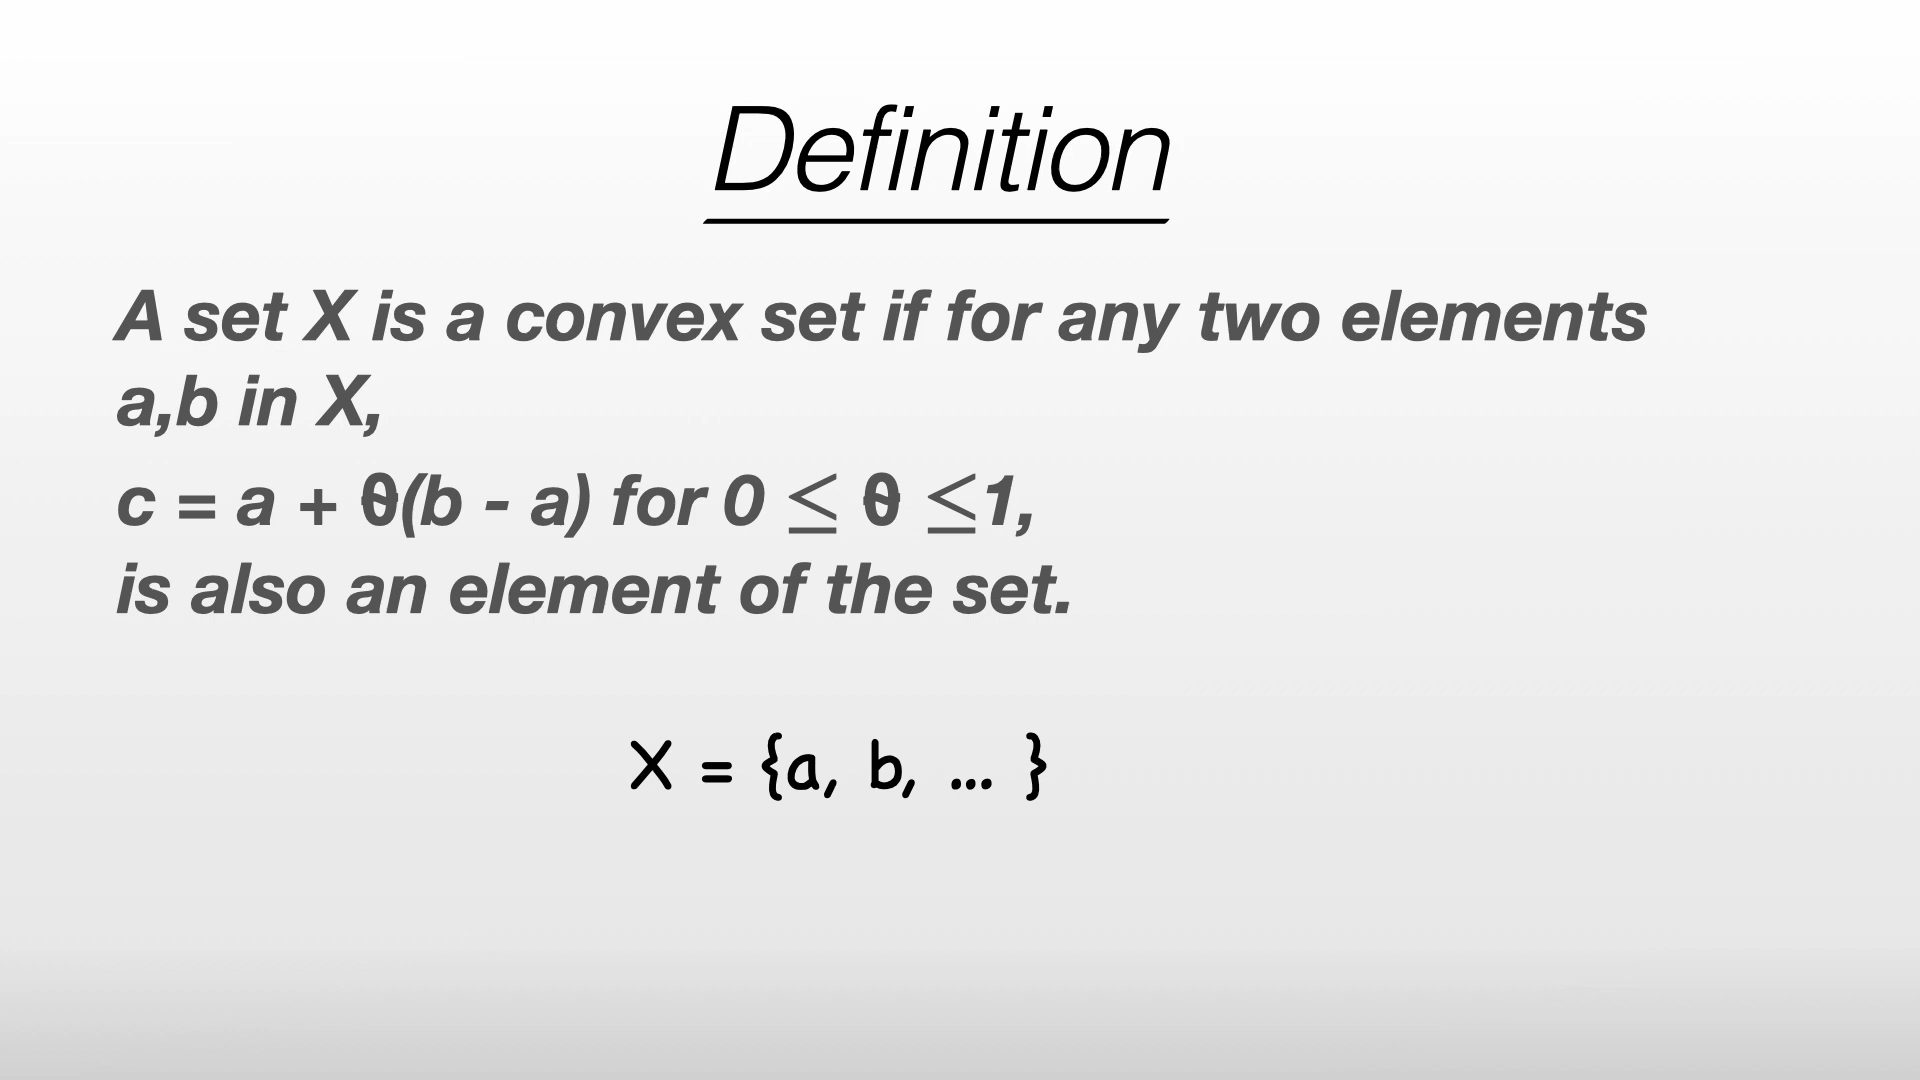 Definition
A set X is a convex set if for any two elements
a,b in X,
c = a + θ(b - a) for 0 ≤ θ ≤1,
is also an element of the set.
X = {a, b, ... }